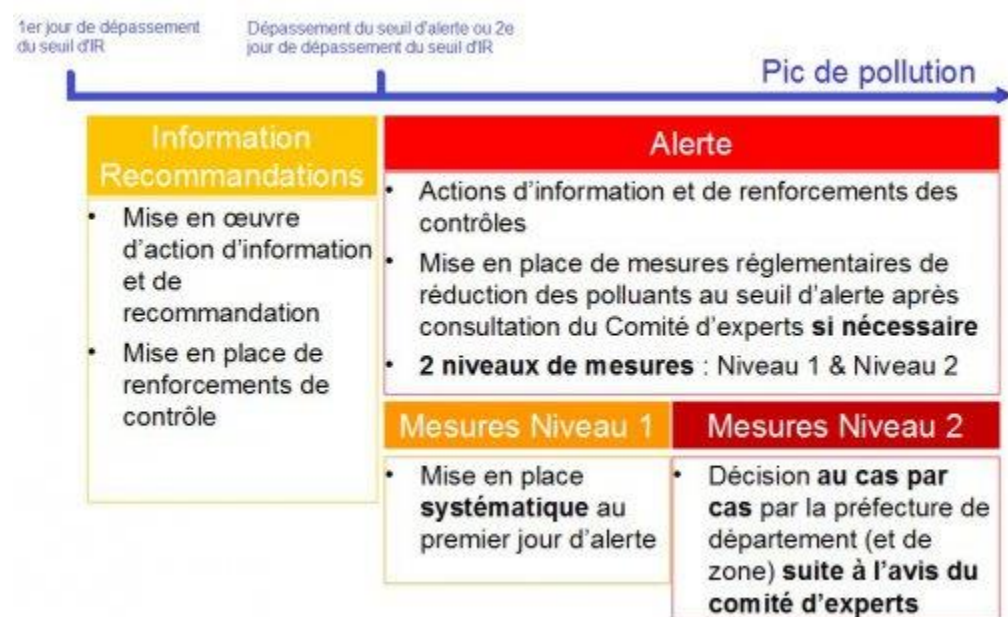 1er jour de dépassement
du seuil d'IR
Dépassement du seuil d'alerte ou 2e
jour de dépassement du seuil d'IR
Pic de pollution
Information
Recommandations
• Mise en œuvre
d'action d'information
et de
recommandation
• Mise en place de
renforcements de
contrôle
Alerte
• Actions d'information et de renforcements des
contrôles
• Mise en place de mesures réglementaires de
réduction des polluants au seuil d'alerte après
consultation du Comité d'experts si nécessaire
• 2 niveaux de mesures : Niveau 1 & Niveau 2
Mesures Niveau 1
• Mise en place
systématique au
premier jour d'alerte
Mesures Niveau 2
• Décision au cas par
cas par la préfecture de
département (et de
zone) suite à l'avis du
comité d'experts